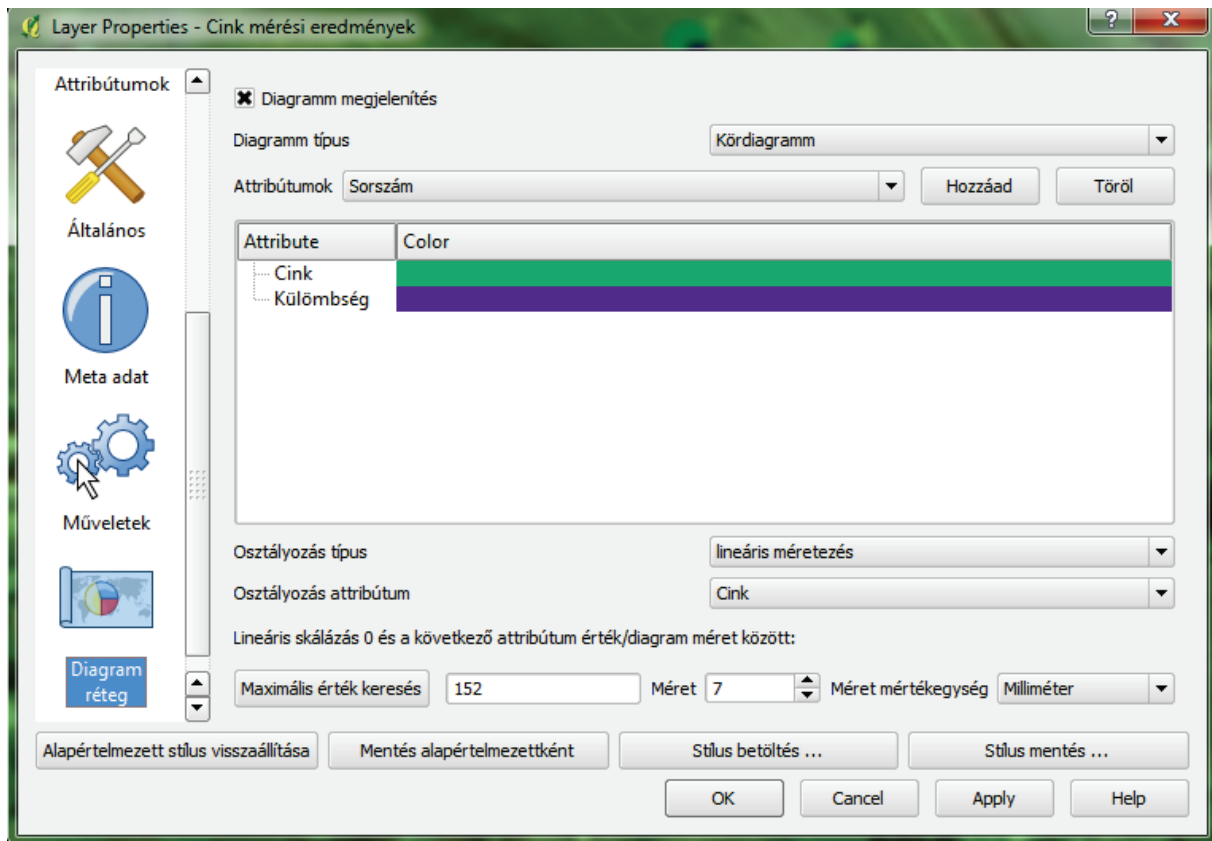 Layer Properties - Cink mérési eredmények
?
X
Attribútumok
Általános
Meta adat
Műveletek
Diagram
réteg
Diagramm megjelenítés
Diagramm típus
Kördiagramm
Attribútumok
Sorszám
Hozzáad
Töröl
Attribute
Color
Cink
Külömbség
Osztályozás típus
lineáris méretezés
Osztályozás attribútum
Cink
Lineáris skálázás 0 és a következő attribútum érték/diagram méret között:
Maximális érték keresés
152
Méret
7
Méret mértékegység
Milliméter
Alapértelmezett stílus visszaállítása
Mentés alapértelmezettként
Stílus betöltés ...
Stílus mentés ...
OK
Cancel
Apply
Help